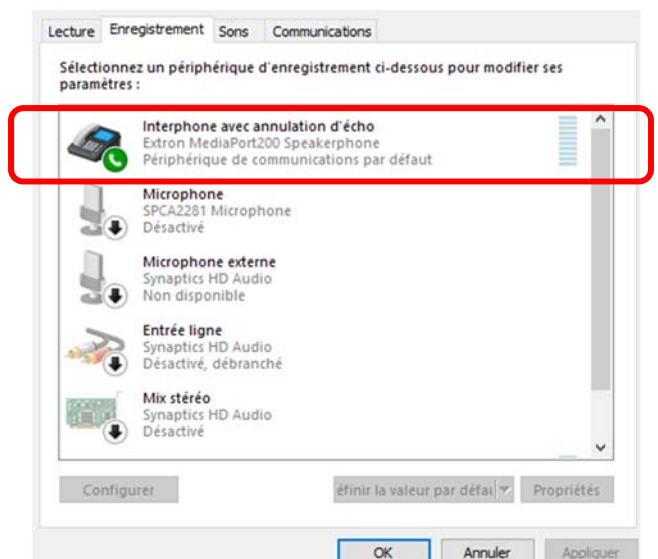 Lecture Enregistrement Sons Communications
Sélectionnez un périphérique d'enregistrement ci-dessous pour modifier ses
paramètres :
Interphone avec annulation d'écho
Extron MediaPort200 Speakerphone
Périphérique de communications par défaut
Microphone
SPCA2281 Microphone
Désactivé
Microphone externe
Synaptics HD Audio
Non disponible
Entrée ligne
Synaptics HD Audio
Désactivé, débranché
Mix stéréo
Synaptics HD Audio
Désactivé
Configurer éfinir la valeur par défau Propriétés
OK Annuler Appliquer